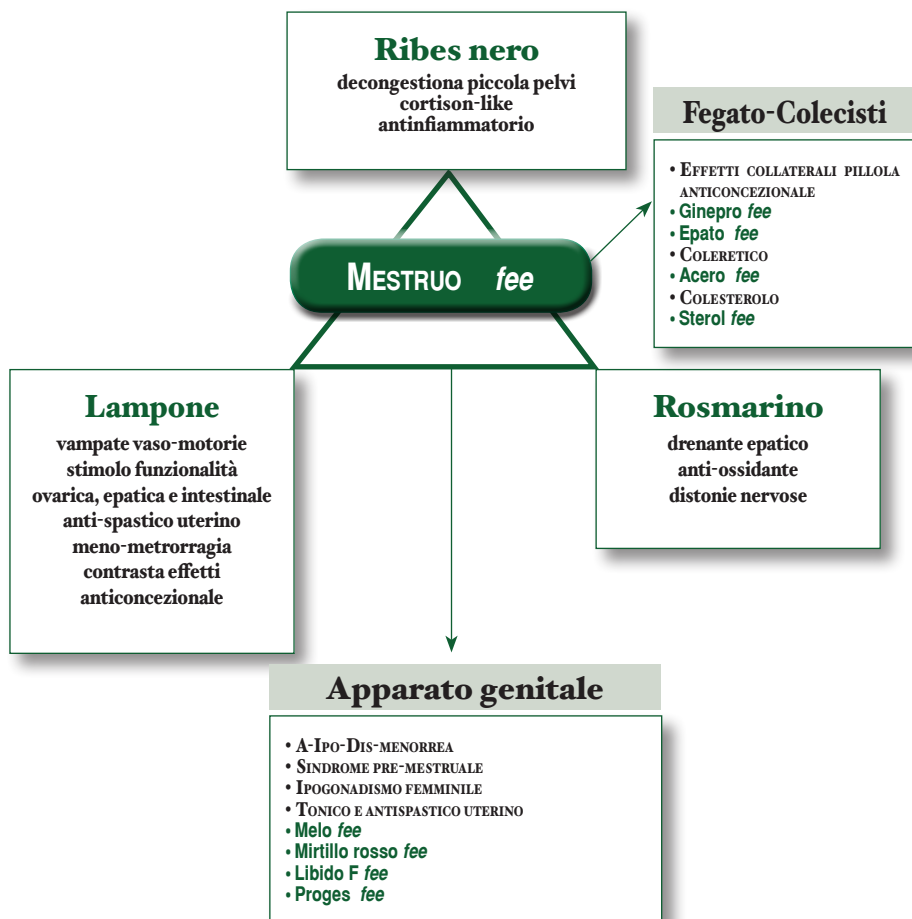 Ribes nero
decongestiona piccola pelvi
cortison-like
antinfiammatorio
Fegato-Colecisti
• Effetti collaterali pillola
anticoncezionale
• Ginepro fee
• Epato fee
• Coleretico
• Acero fee
• Colesterolo
• Sterol fee
Mestruo fee
Lampone
vampate vaso-motorie
stimolo funzionalità
ovarica, epatica e intestinale
anti-spastico uterino
meno-metrorragia
contrasta effetti
anticoncezionale
Rosmarino
drenante epatico
anti-ossidante
distonie nervose
Apparato genitale
• A-Ipo-Dis-menorrea
• Sindrome pre-mestruale
• Ipogonadismo femminile
• Tonico e antispastico uterino
• Melo fee
• Mirtillo rosso fee
• Libido F fee
• Proges fee